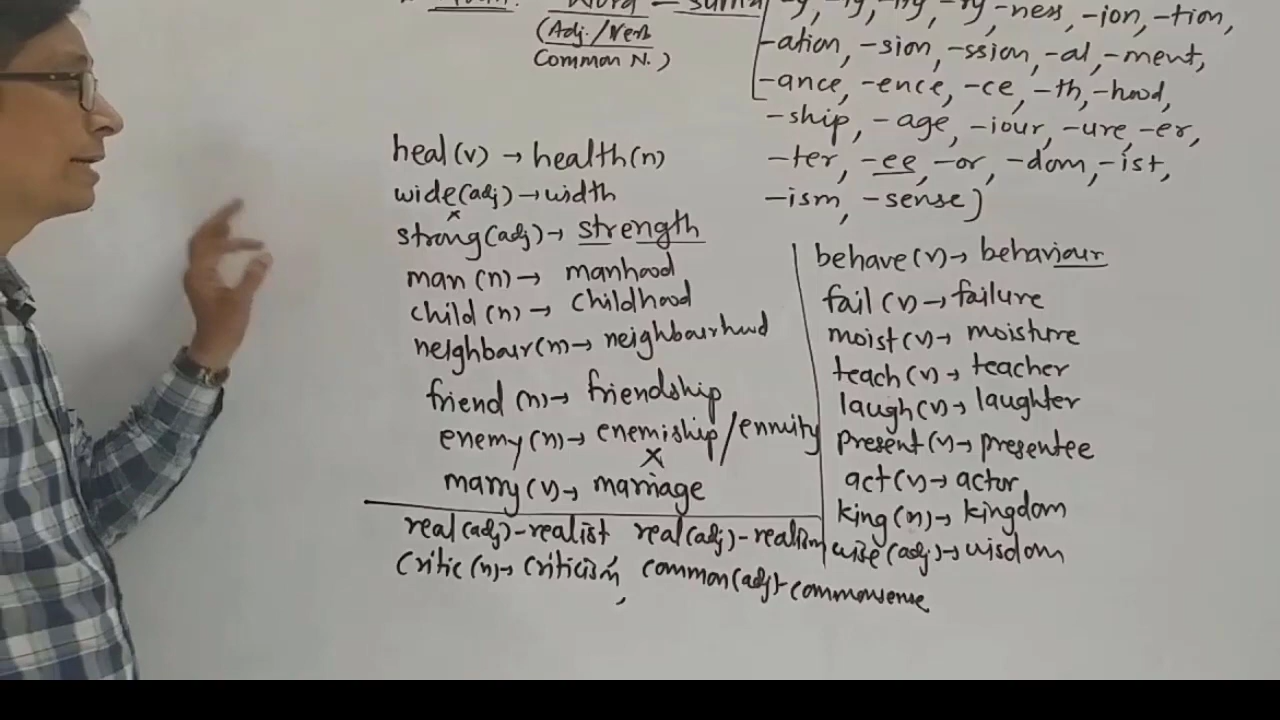 Word - suffix [-y, -ty, -ity, -ry, -ness, -ion, -tion,
(Adj./Verb
Common N.)
-ation, -sion, -ssion, -al, -ment,
-ance, -ence, -ce, -th, -hood,
-ship, -age, -iour, -ure, -er,
-ter, -ee, -or, -dom, -ist,
-ism, -sense]
heal (v) → health (n)
wide (adj) → width
strong (adj) → strength
man (n) → manhood
child (n) → childhood
neighbour (n) → neighbourhood
friend (n) → friendship
enemy (n) → enemiship / enmity
x
marry (v) → marriage
real (adj) - realist real (adj) - realism
critic (n) → criticism, common (adj) - commonsense
behave (v) → behaviour
fail (v) → failure
moist (v) → moisture
teach (v) → teacher
laugh (v) → laughter
present (v) → presentee
act (v) → actor
king (n) → kingdom
wise (adj) → wisdom